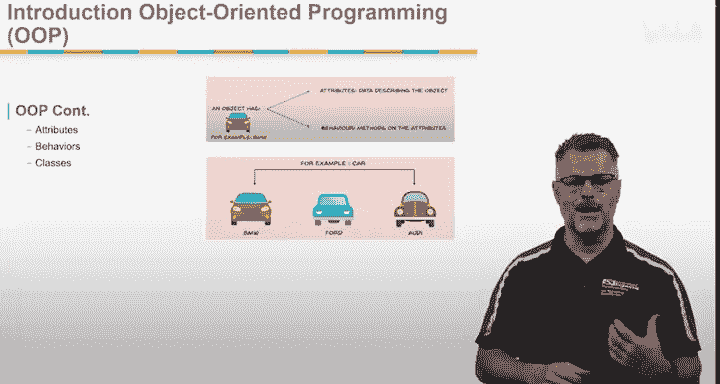 Introduction Object-Oriented Programming
(OOP)
OOP Cont.
– Attributes
– Behaviors
– Classes
ATTRIBUTES: DATA DESCRIBING THE OBJECT
AN OBJECT HAS:
FOR EXAMPLE: BMW
BEHAVIOUR: METHODS ON THE ATTRIBUTES
FOR EXAMPLE : CAR
BMW
FORD
AUDI